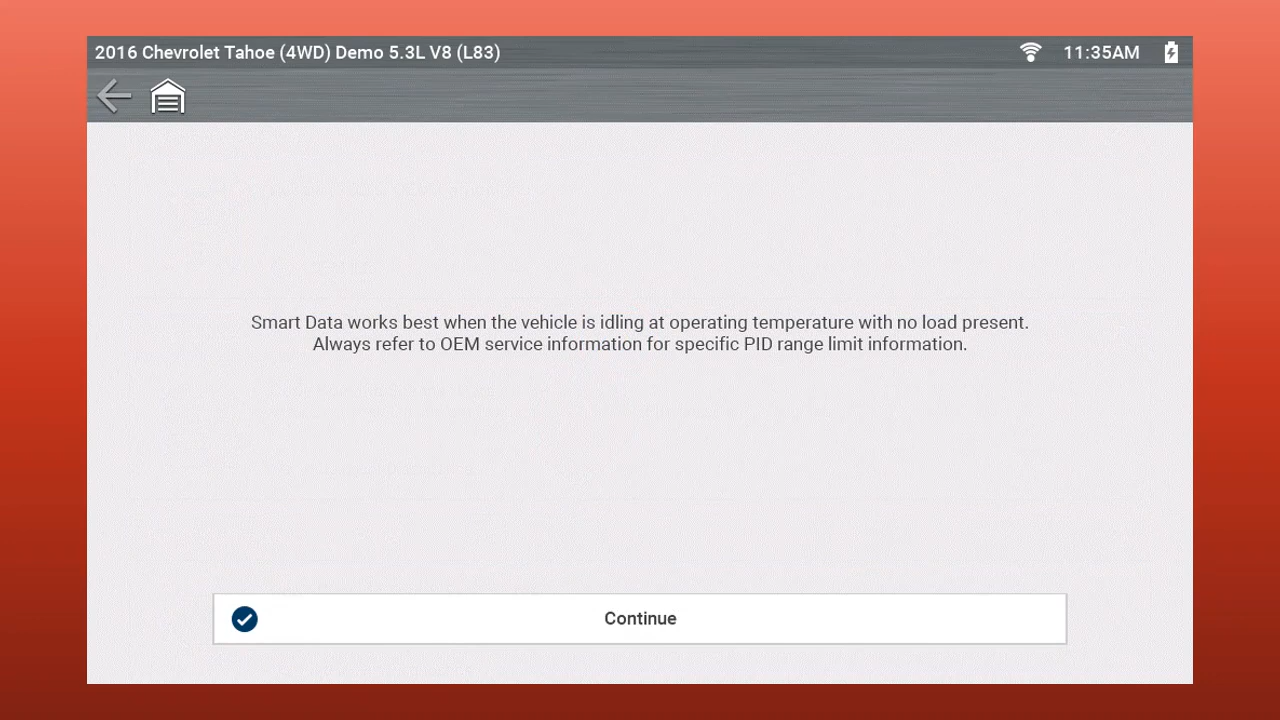 2016 Chevrolet Tahoe (4WD) Demo 5.3L V8 (L83)
11:35AM
Smart Data works best when the vehicle is idling at operating temperature with no load present.
Always refer to OEM service information for specific PID range limit information.
Continue